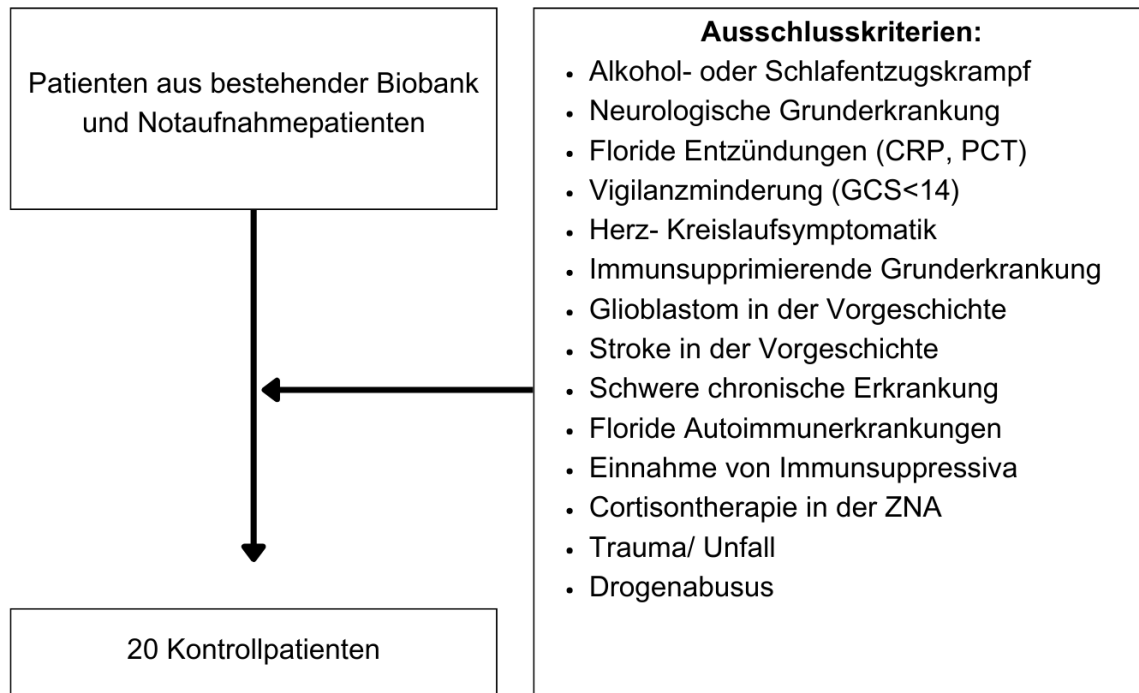 Patienten aus bestehender Biobank
und Notaufnahmepatienten
Ausschlusskriterien:
• Alkohol- oder Schlafentzugskrampf
• Neurologische Grunderkrankung
• Floride Entzündungen (CRP, PCT)
• Vigilanzminderung (GCS<14)
• Herz- Kreislaufsymptomatik
• Immunsupprimierende Grunderkrankung
• Glioblastom in der Vorgeschichte
• Stroke in der Vorgeschichte
• Schwere chronische Erkrankung
• Floride Autoimmunerkrankungen
• Einnahme von Immunsuppressiva
• Cortisontherapie in der ZNA
• Trauma/ Unfall
• Drogenabusus
20 Kontrollpatienten